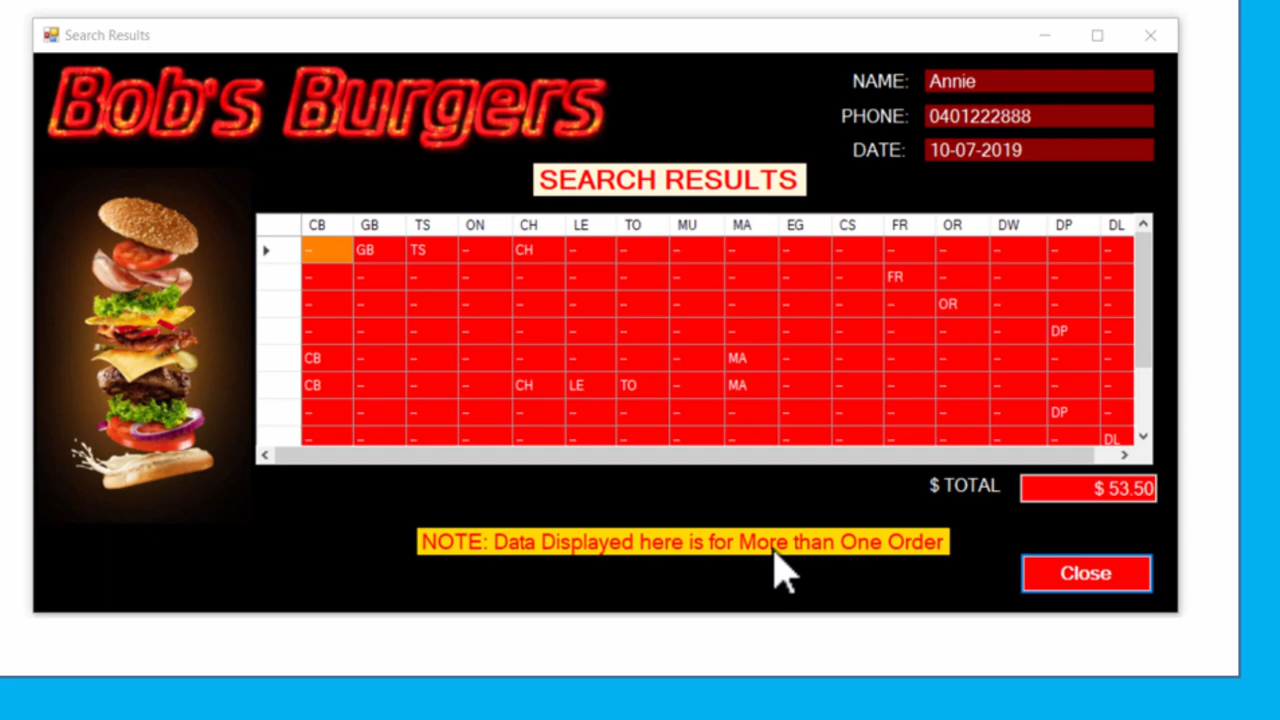 Search Results
Bob's Burgers
NAME: Annie
PHONE: 0401222888
DATE: 10-07-2019
SEARCH RESULTS
CB GB TS ON CH LE TO MU MA EG CS FR OR DW DP DL
-- GB TS -- CH -- -- -- -- -- -- -- -- -- -- --
-- -- -- -- -- -- -- -- -- -- -- FR -- -- -- --
-- -- -- -- -- -- -- -- -- -- -- -- OR -- -- --
-- -- -- -- -- -- -- -- -- -- -- -- -- -- DP --
CB -- -- -- -- -- -- -- MA -- -- -- -- -- -- --
CB -- -- -- CH LE TO -- MA -- -- -- -- -- -- --
-- -- -- -- -- -- -- -- -- -- -- -- -- -- DP --
-- -- -- -- -- -- -- -- -- -- -- -- -- -- -- DL
$ TOTAL $ 53.50
NOTE: Data Displayed here is for More than One Order
Close